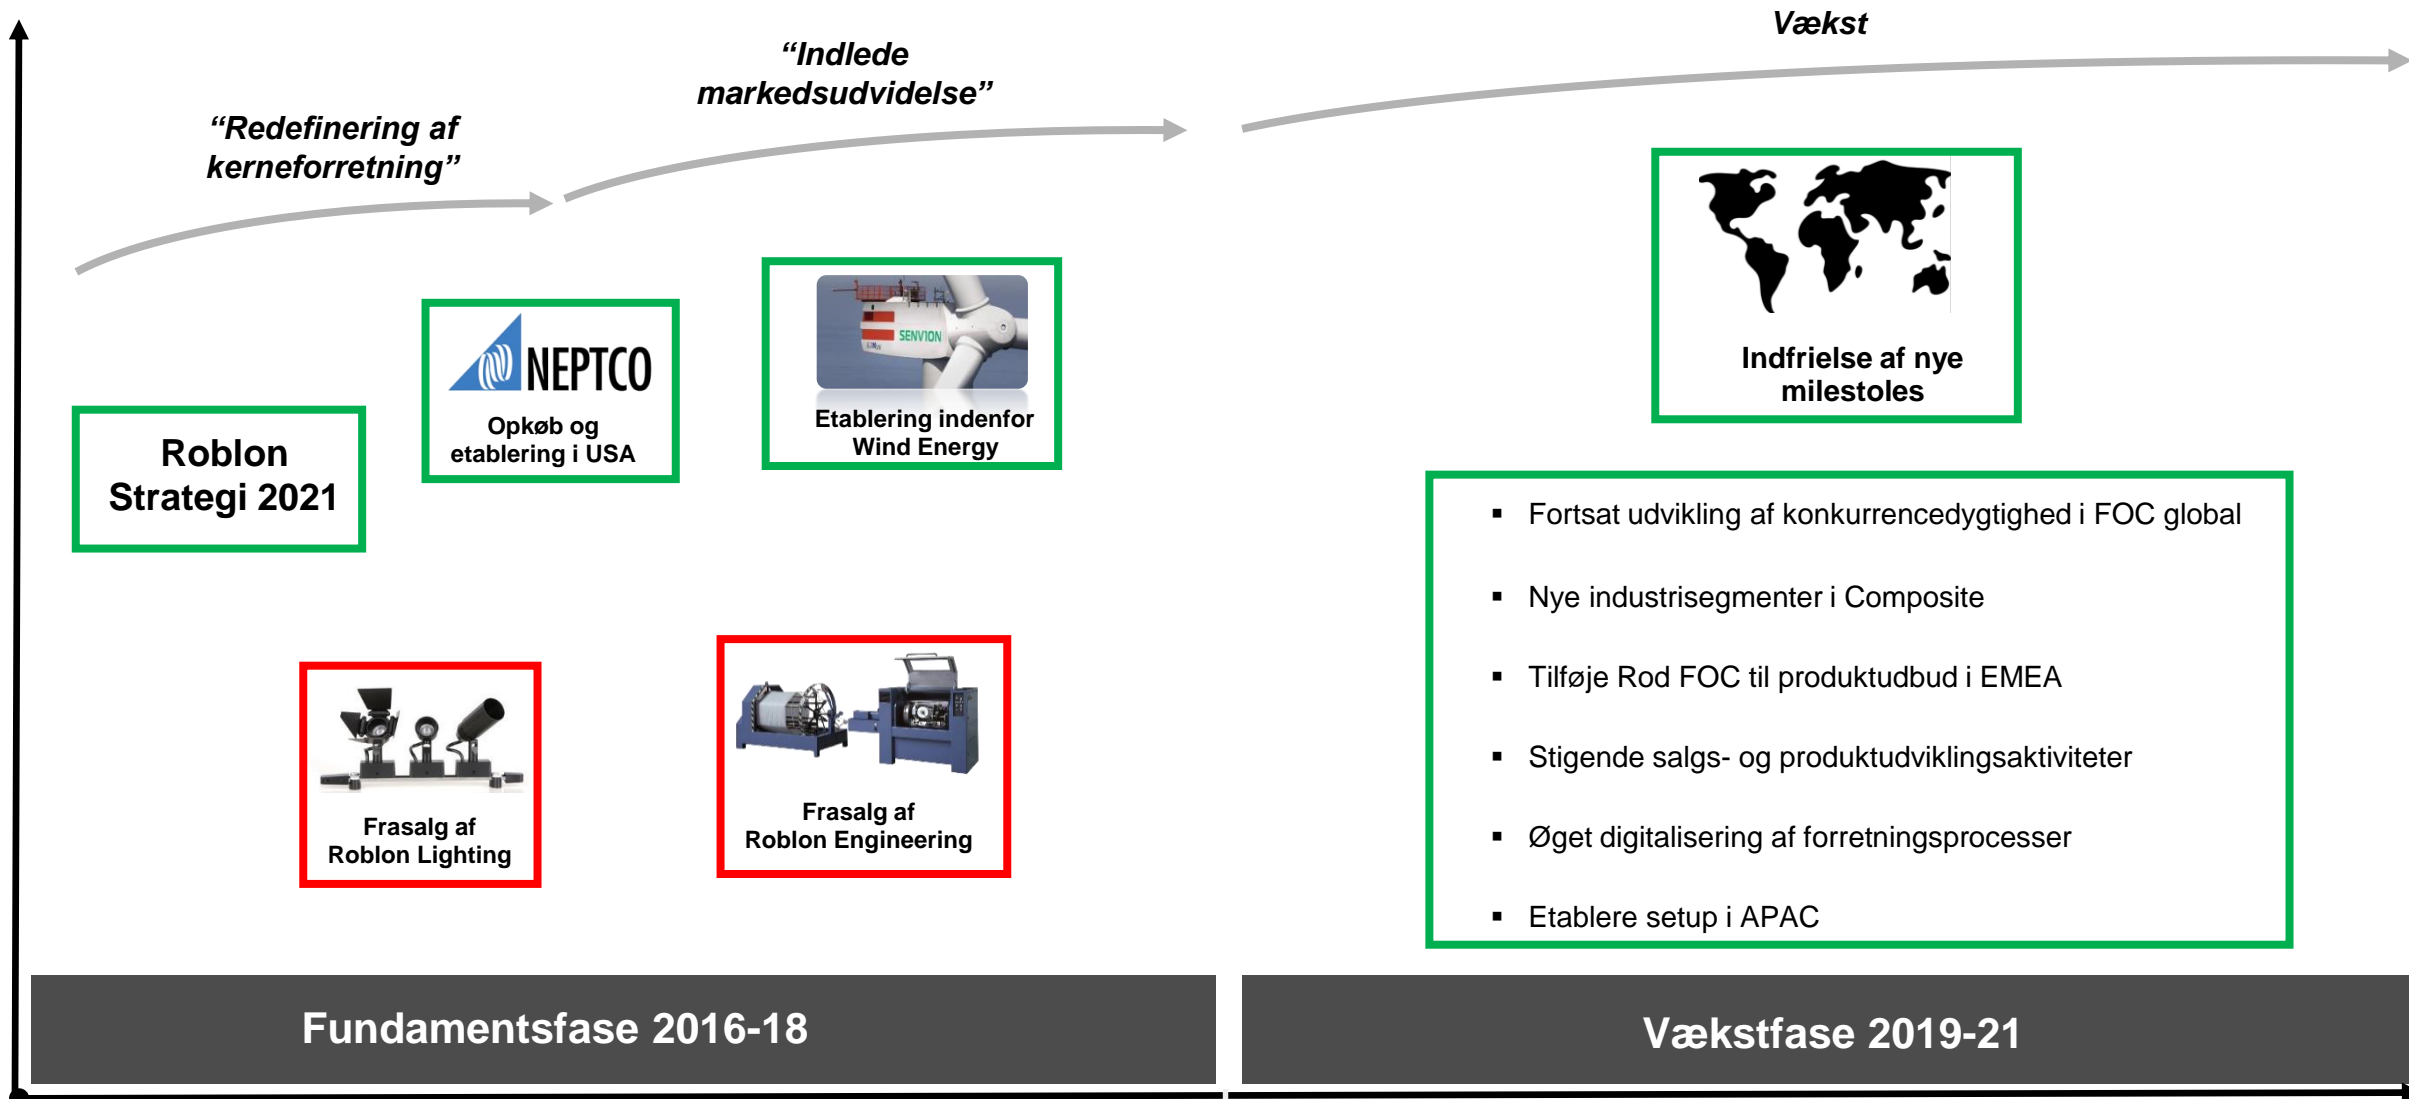 Vækst
“Indlede
markedsudvidelse”
“Redefinering af
kerneforretning”
Roblon
Strategi 2021
NEPTCO
Opkøb og
etablering i USA
SENVION
Etablering indenfor
Wind Energy
Indfrielse af nye
milestoles
Frasalg af
Roblon Lighting
Frasalg af
Roblon Engineering
▪ Fortsat udvikling af konkurrencedygtighed i FOC global
▪ Nye industrisegmenter i Composite
▪ Tilføje Rod FOC til produktudbud i EMEA
▪ Stigende salgs- og produktudviklingsaktiviteter
▪ Øget digitalisering af forretningsprocesser
▪ Etablere setup i APAC
Fundamentsfase 2016-18
Vækstfase 2019-21